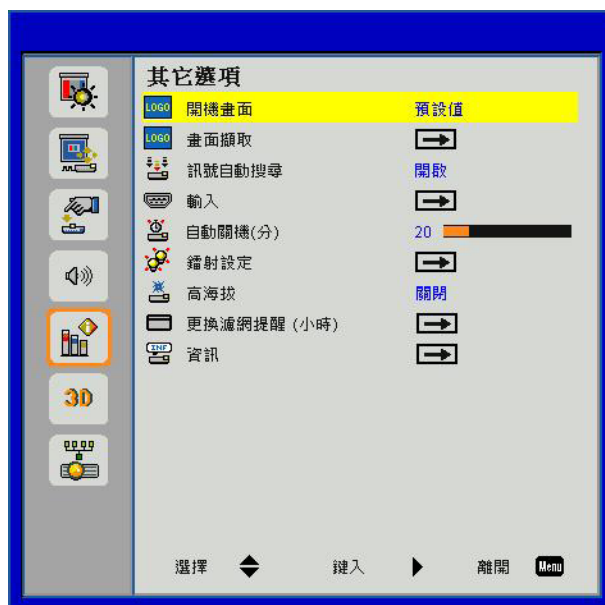 其它選項
LOGO 開機畫面 預設值
LOGO 畫面擷取
訊號自動搜尋 開啟
輸入
自動關機(分) 20
鐳射設定
高海拔 關閉
更換濾網提醒 (小時)
INF 資訊
3D
選擇 鍵入 離開 Menu